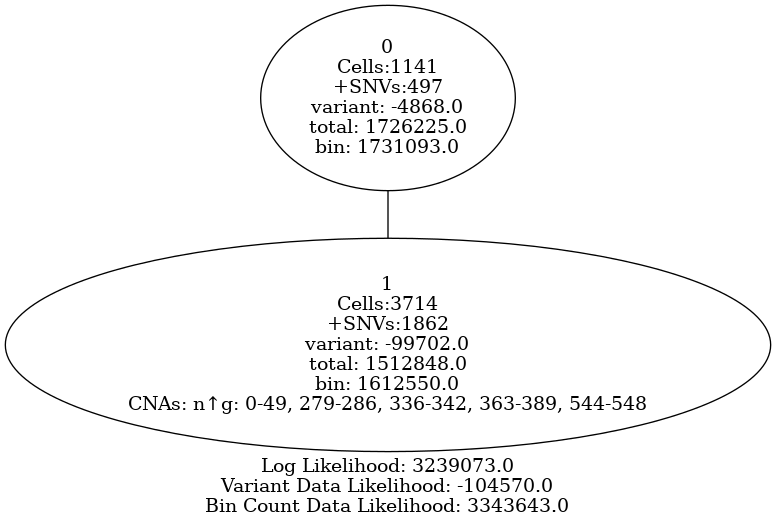 0
Cells:1141
+SNVs:497
variant: -4868.0
total: 1726225.0
bin: 1731093.0
1
Cells:3714
+SNVs:1862
variant: -99702.0
total: 1512848.0
bin: 1612550.0
CNAs: n↑g: 0-49, 279-286, 336-342, 363-389, 544-548
Log Likelihood: 3239073.0
Variant Data Likelihood: -104570.0
Bin Count Data Likelihood: 3343643.0